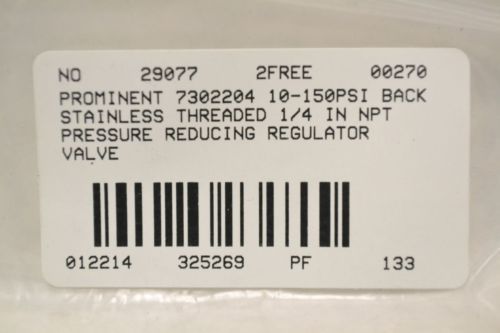 NO 29077 2FREE 00270
PROMINENT 7302204 10-150PSI BACK
STAINLESS THREADED 1/4 IN NPT
PRESSURE REDUCING REGULATOR
VALVE
012214 325269 PF 133